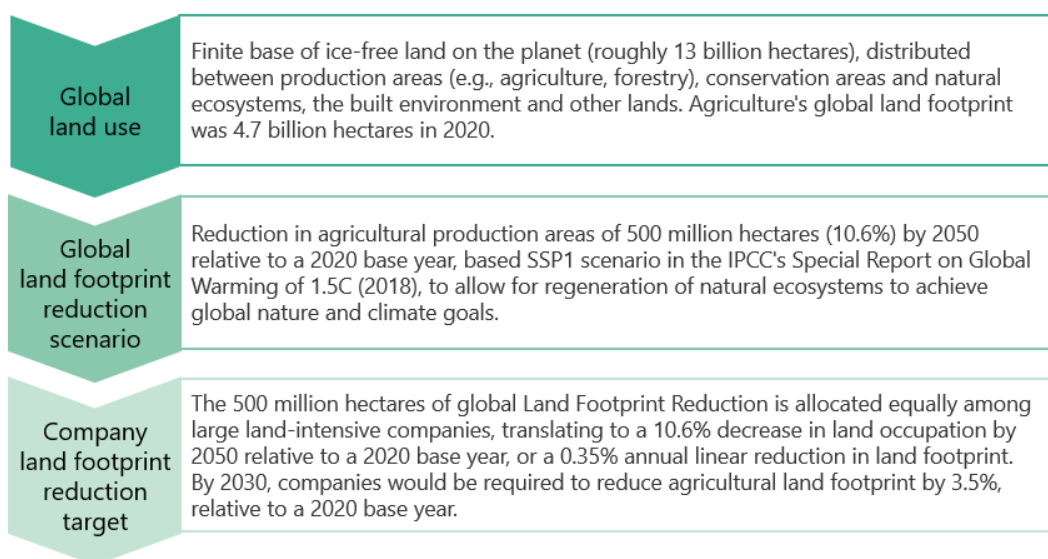 Global
land use
Finite base of ice-free land on the planet (roughly 13 billion hectares), distributed
between production areas (e.g., agriculture, forestry), conservation areas and natural
ecosystems, the built environment and other lands. Agriculture's global land footprint
was 4.7 billion hectares in 2020.
Global
land footprint
reduction
scenario
Reduction in agricultural production areas of 500 million hectares (10.6%) by 2050
relative to a 2020 base year, based SSP1 scenario in the IPCC's Special Report on Global
Warming of 1.5C (2018), to allow for regeneration of natural ecosystems to achieve
global nature and climate goals.
Company
land footprint
reduction
target
The 500 million hectares of global Land Footprint Reduction is allocated equally among
large land-intensive companies, translating to a 10.6% decrease in land occupation by
2050 relative to a 2020 base year, or a 0.35% annual linear reduction in land footprint.
By 2030, companies would be required to reduce agricultural land footprint by 3.5%,
relative to a 2020 base year.